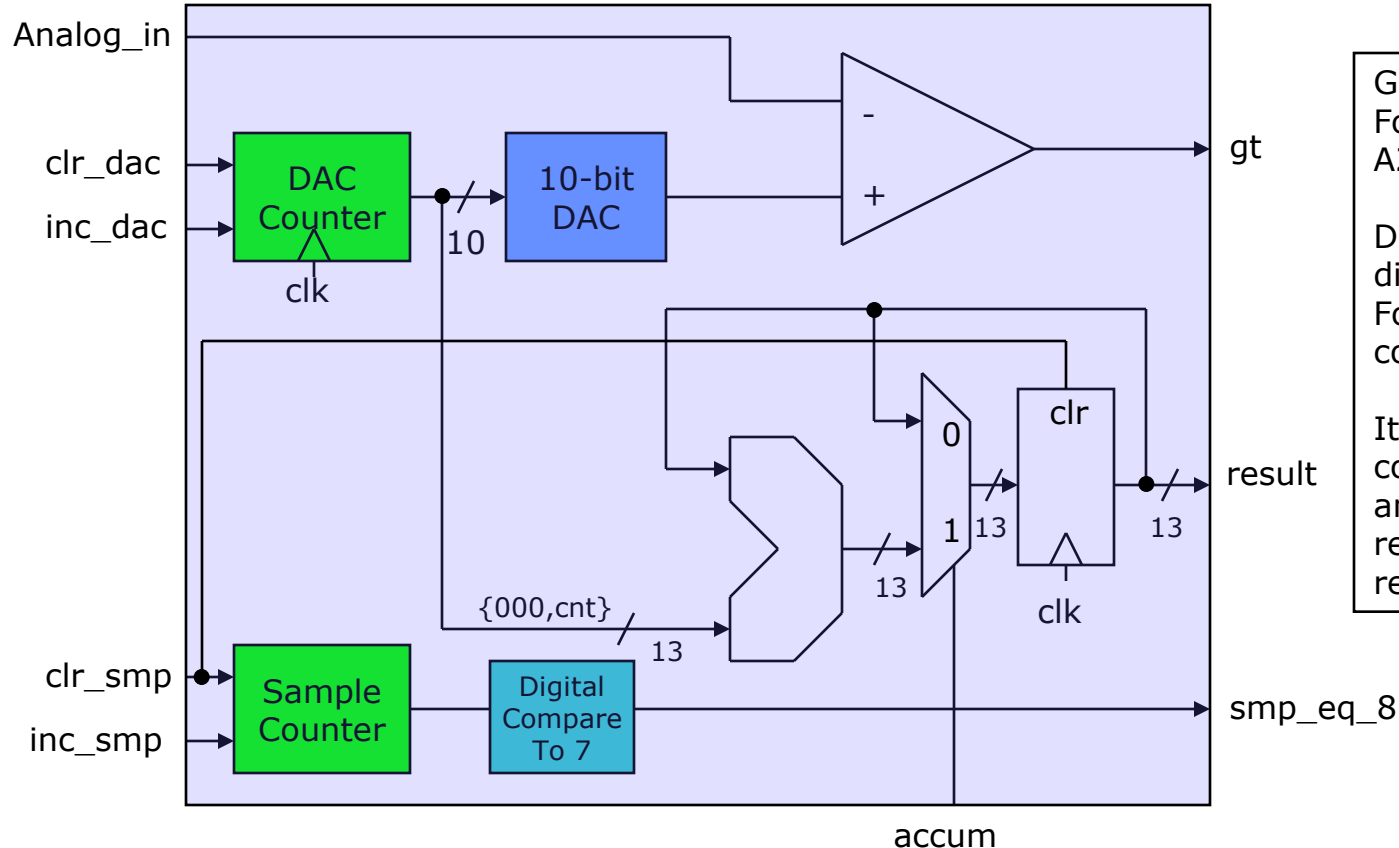 Analog_in
clr_dac
inc_dac
DAC
Counter
clk
10
10-bit
DAC
-
+
gt
clr
0
1
13
13
13
clk
result
{000,cnt}
13
clr_smp
inc_smp
Sample
Counter
Digital
Compare
To 7
smp_eq_8
accum
G
Fo
D
di
Fo
co
It
co
re
re